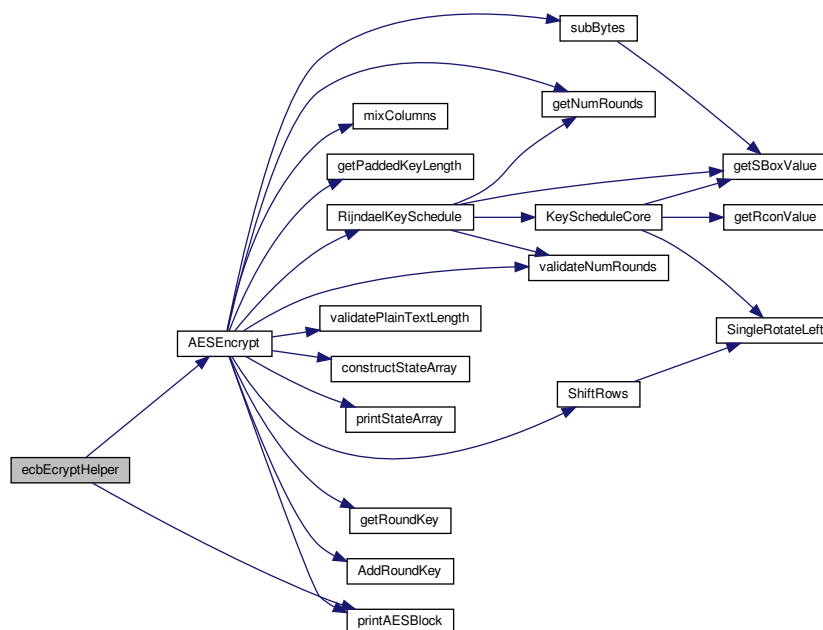 subBytes
getNumRounds
mixColumns
getPaddedKeyLength
getSBoxValue
RijndaelKeySchedule
KeyScheduleCore
getRconValue
validateNumRounds
validatePlainTextLength
SingleRotateLeft
AESEncrypt
constructStateArray
ShiftRows
printStateArray
ecbEcryptHelper
getRoundKey
AddRoundKey
printAESBlock